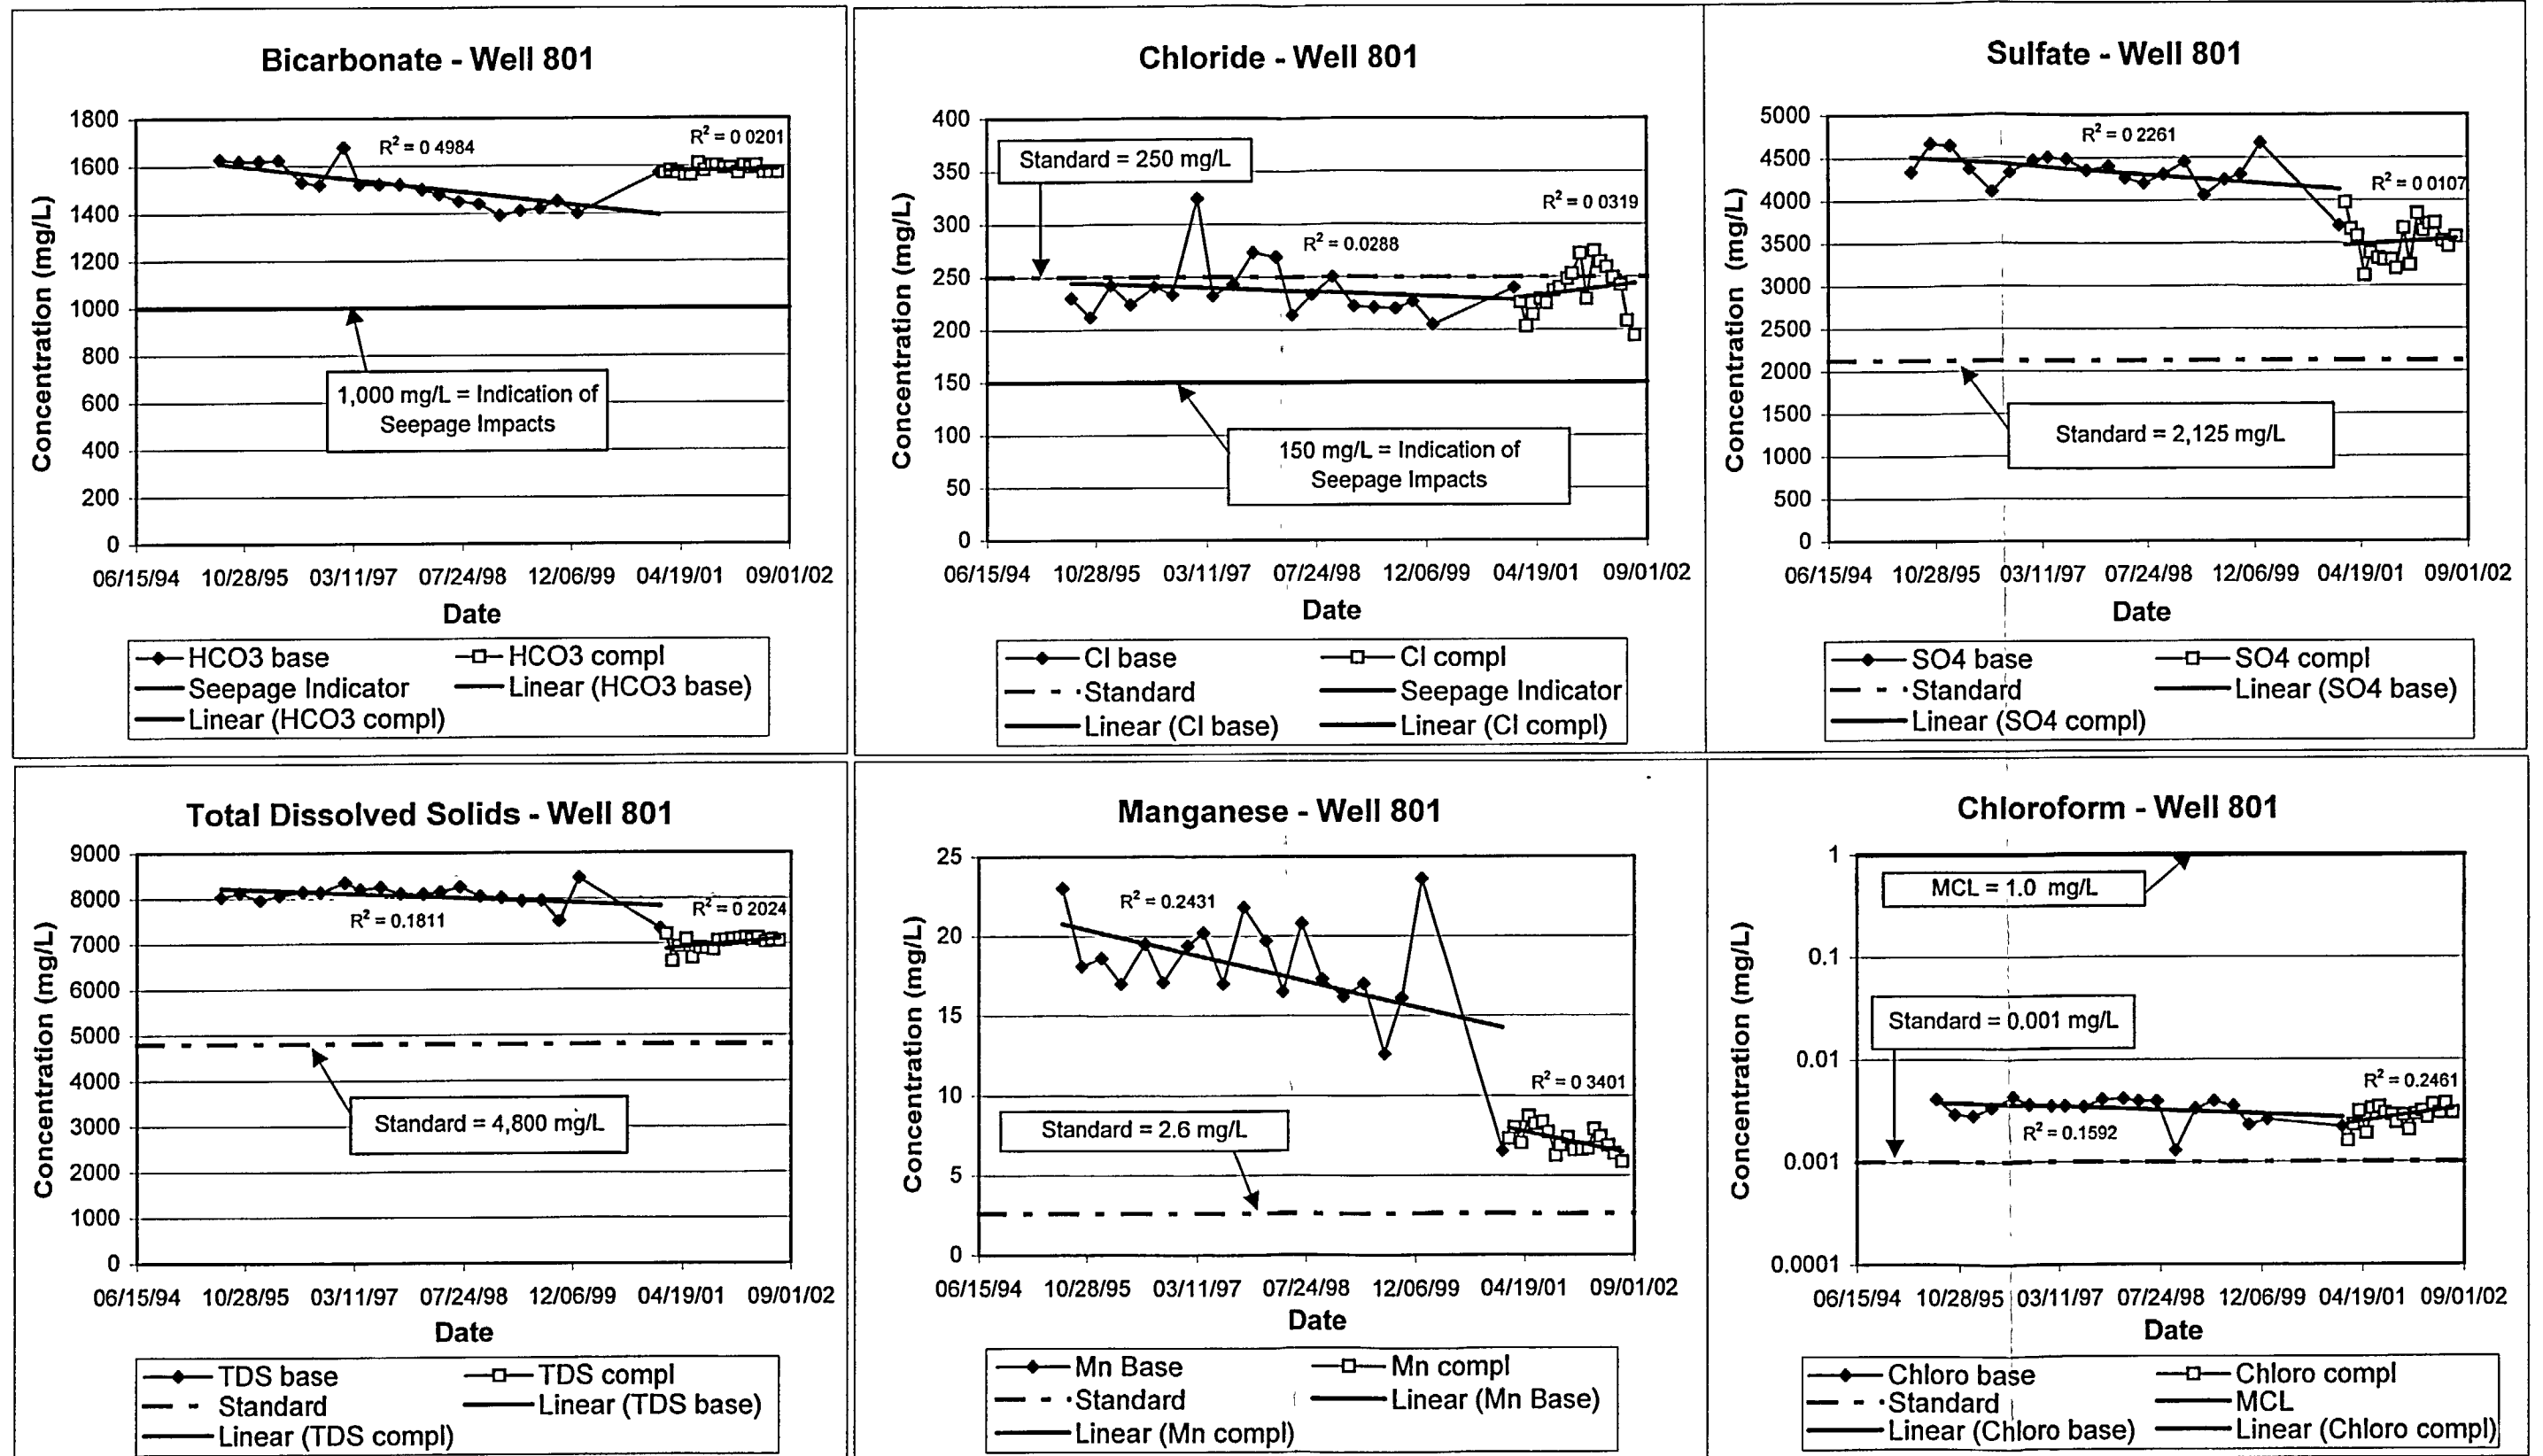 Bicarbonate - Well 801
Concentration (mg/L)
1800
1600
1400
1200
1000
800
600
400
200
0
R² = 0 4984
R² = 0 0201
1,000 mg/L = Indication of
Seepage Impacts
06/15/94 10/28/95 03/11/97 07/24/98 12/06/99 04/19/01 09/01/02
Date
HCO3 base HCO3 compl
Seepage Indicator Linear (HCO3 base)
Linear (HCO3 compl)
Chloride - Well 801
Concentration (mg/L)
400
350
300
250
200
150
100
50
0
Standard = 250 mg/L
R² = 0 0319
R² = 0.0288
150 mg/L = Indication of
Seepage Impacts
06/15/94 10/28/95 03/11/97 07/24/98 12/06/99 04/19/01 09/01/02
Date
Cl base Cl compl
Standard Seepage Indicator
Linear (Cl base) Linear (Cl compl)
Sulfate - Well 801
Concentration (mg/L)
5000
4500
4000
3500
3000
2500
2000
1500
1000
500
0
R² = 0 2261
R² = 0 0107
Standard = 2,125 mg/L
06/15/94 10/28/95 03/11/97 07/24/98 12/06/99 04/19/01 09/01/02
Date
SO4 base SO4 compl
Standard Linear (SO4 base)
Linear (SO4 compl)
Total Dissolved Solids - Well 801
Concentration (mg/L)
9000
8000
7000
6000
5000
4000
3000
2000
1000
0
R² = 0.1811
R² = 0 2024
Standard = 4,800 mg/L
06/15/94 10/28/95 03/11/97 07/24/98 12/06/99 04/19/01 09/01/02
Date
TDS base TDS compl
Standard Linear (TDS base)
Linear (TDS compl)
Manganese - Well 801
Concentration (mg/L)
25
20
15
10
5
0
R² = 0.2431
R² = 0 3401
Standard = 2.6 mg/L
06/15/94 10/28/95 03/11/97 07/24/98 12/06/99 04/19/01 09/01/02
Date
Mn Base Mn compl
Standard Linear (Mn Base)
Linear (Mn compl)
Chloroform - Well 801
Concentration (mg/L)
1
0.1
0.01
0.001
0.0001
MCL = 1.0 mg/L
Standard = 0.001 mg/L
R² = 0.2461
R² = 0.1592
06/15/94 10/28/95 03/11/97 07/24/98 12/06/99 04/19/01 09/01/02
Date
Chloro base Chloro compl
Standard MCL
Linear (Chloro base) Linear (Chloro compl)